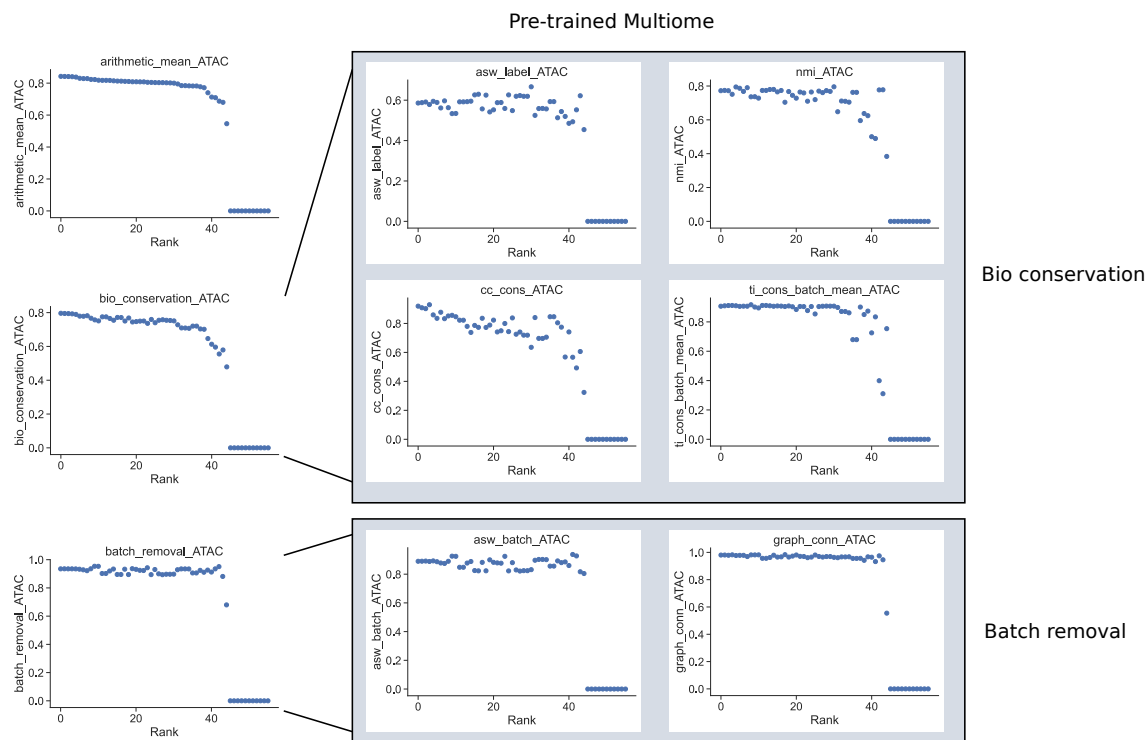 Pre-trained Multiome
arithmetic_mean_ATAC
arithmetic_mean_ATAC
0.8
0.6
0.4
0.2
0.0
0
20
40
Rank
asw_label_ATAC
asw_label_ATAC
0.6
0.4
0.2
0.0
0
20
40
Rank
nmi_ATAC
nmi_ATAC
0.8
0.6
0.4
0.2
0.0
0
20
40
Rank
Bio conservation
bio_conservation_ATAC
bio_conservation_ATAC
0.8
0.6
0.4
0.2
0.0
0
20
40
Rank
cc_cons_ATAC
cc_cons_ATAC
0.8
0.6
0.4
0.2
0.0
0
20
40
Rank
ti_cons_batch_mean_ATAC
ti_cons_batch_mean_ATAC
0.8
0.6
0.4
0.2
0.0
0
20
40
Rank
batch_removal_ATAC
batch_removal_ATAC
1.0
0.8
0.6
0.4
0.2
0.0
0
20
40
Rank
asw_batch_ATAC
asw_batch_ATAC
0.8
0.6
0.4
0.2
0.0
0
20
40
Rank
graph_conn_ATAC
graph_conn_ATAC
1.0
0.8
0.6
0.4
0.2
0.0
0
20
40
Rank
Batch removal